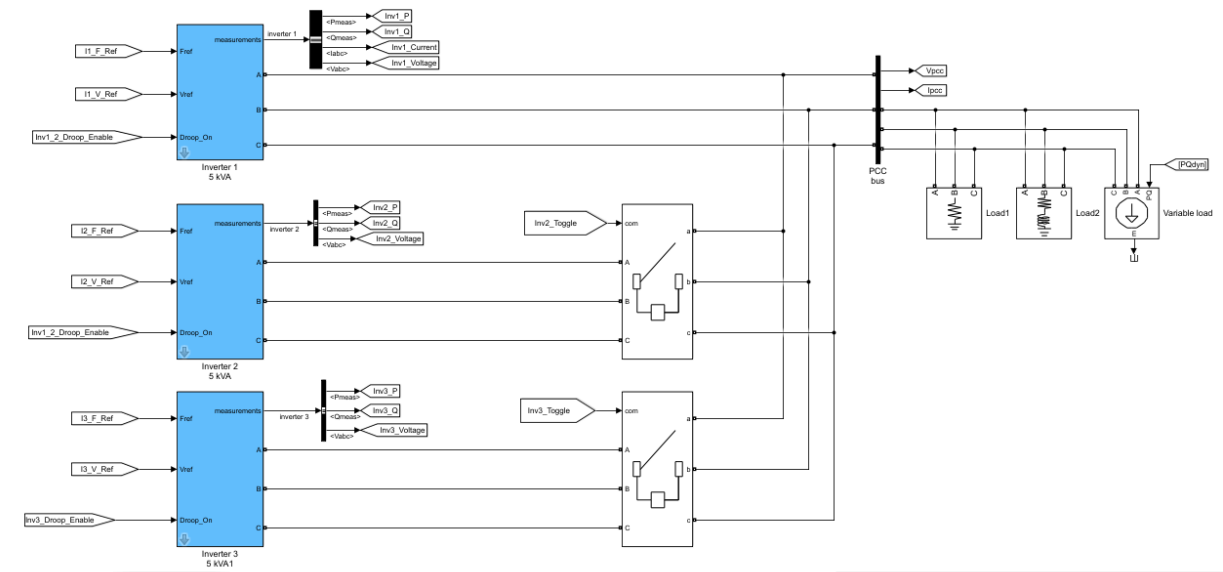 I1_F_Ref
I1_V_Ref
Inv1_2_Droop_Enable
Fref
Vref
Droop_On
measurements
A
B
C
Inverter 1
5 kVA
inverter 1
<Pmeas>
<Qmeas>
<Iabc>
<Vabc>
Inv1_P
Inv1_Q
Inv1_Current
Inv1_Voltage
Vpcc
Ipcc
PCC
bus
A
B
C
Load1
A
B
C
Load2
[PQdyn]
C
B
A
PQ
m
Variable load
I2_F_Ref
I2_V_Ref
Inv1_2_Droop_Enable
Fref
Vref
Droop_On
measurements
A
B
C
Inverter 2
5 kVA
inverter 2
<Pmeas>
<Qmeas>
<Vabc>
Inv2_P
Inv2_Q
Inv2_Voltage
Inv2_Toggle
com
A
B
C
a
b
c
I3_F_Ref
I3_V_Ref
Inv3_Droop_Enable
Fref
Vref
Droop_On
measurements
A
B
C
Inverter 3
5 kVA1
inverter 3
<Pmeas>
<Qmeas>
<Vabc>
Inv3_P
Inv3_Q
Inv3_Voltage
Inv3_Toggle
com
A
B
C
a
b
c